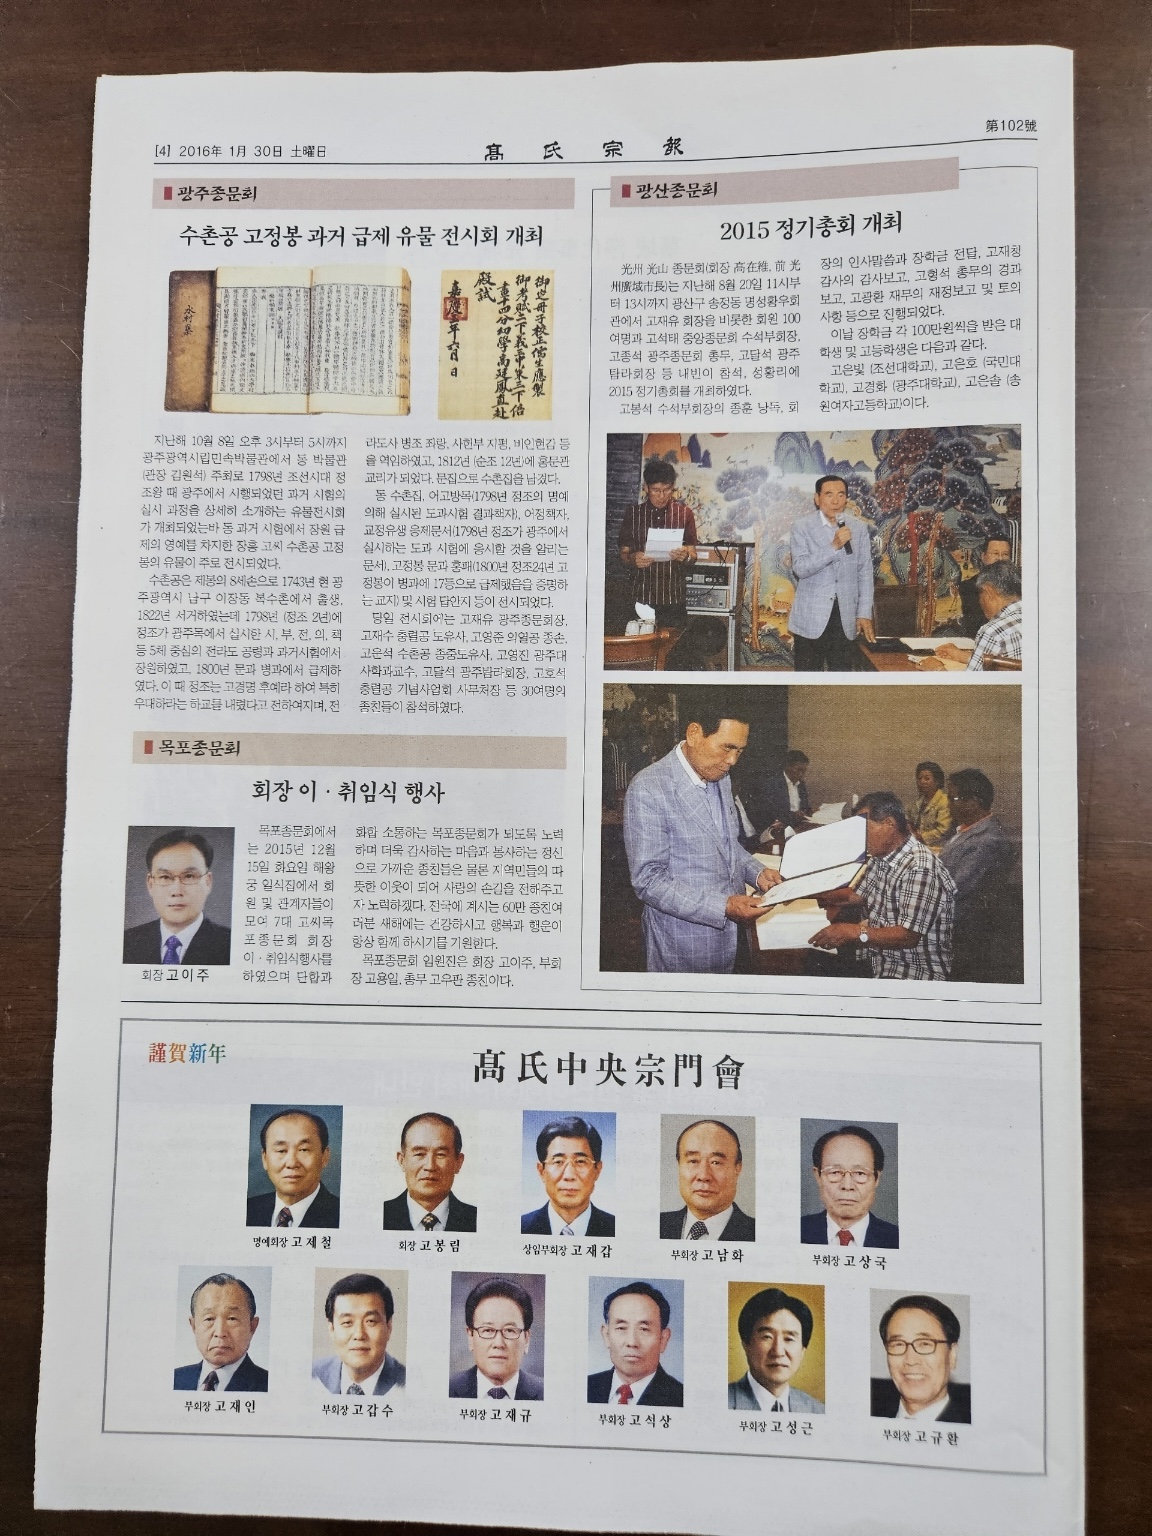 [4] 2016年 1月 30日 土曜日
髙氏宗報
第102號
광주종문회
수촌공 고정봉 과거 급제 유물 전시회 개최
永村集
御定冊子校正儒生應製
御考賦三下義三中策三下倍
畫十四分幼學高廷鳳直赴
殿試
嘉慶三年六月 日
지난해 10월 8일 오후 3시부터 5시까지
광주광역시립민속박물관에서 동 박물관
(관장 김원석) 주최로 1798년 조선시대 정
조왕 때 광주에서 시행되었던 과거 시험의
실시 과정을 상세히 소개하는 유물전시회
가 개최되었는바 동 과거 시험에서 장원 급
제의 영예를 차지한 장흥 고씨 수촌공 고정
봉의 유물이 주로 전시되었다.
수촌공은 제봉의 8세손으로 1743년 현 광
주광역시 남구 이장동 복수촌에서 출생,
1822년 서거하였는데 1798년 (정조 2년)에
정조가 광주목에서 십시한 시, 부, 전, 의, 책
등 5체 중심의 전라도 공령과 과거시험에서
장원하였고, 1800년 문과 병과에서 급제하
였다. 이 때 정조는 고경명 후예라 하여 특히
우대하라는 하교를 내렸다고 전하여지며, 전
라도사 병조 좌랑, 사헌부 지평, 비인현감 등
을 역임하였고, 1812년 (순조 12년)에 홍문관
교리가 되었다. 문집으로 수촌집을 남겼다.
동 수촌집, 어고방목(1798년 정조의 명에
의해 실시된 도과시험 결과책자), 어정책자,
교정유생 응제문서(1798년 정조가 광주에서
실시하는 도과 시험에 응시할 것을 알리는
문서), 고정봉 문과 홍패(1800년 정조24년 고
정봉이 병과에 17등으로 급제됐음을 증명하
는 교지) 및 시험 답안지 등이 전시되었다.
당일 전시회에는 고재유 광주종문회장,
고재수 충렬공 도유사, 고영준 의열공 종손,
고운석 수촌공 종중도유사, 고영진 광주대
사학과교수, 고달석 광주탐라회장, 고호석
충렬공 기념사업회 사무처장 등 30여명의
종친들이 참석하였다.
목포종문회
회장 이 · 취임식 행사
회장 고이주
목포종문회에서
는 2015년 12월
15일 화요일 해왕
궁 일식집에서 회
원 및 관계자들이
모여 7대 고씨목
포종문회 회장
이 · 취임식행사를
하였으며 단합과
화합 소통하는 목포종문회가 되도록 노력
하며 더욱 감사하는 마음과 봉사하는 정신
으로 가까운 종친들은 물론 지역민들의 따
뜻한 이웃이 되어 사랑의 손길을 전해주고
자 노력하겠다. 전국에 계시는 60만 종친여
러분 새해에는 건강하시고 행복과 행운이
항상 함께 하시기를 기원한다.
목포종문회 임원진은 회장 고이주, 부회
장 고용일, 총무 고우판 종친이다.
광산종문회
2015 정기총회 개최
光州 光山 종문회(회장 髙在維, 前 光
州廣域市長)는 지난해 8월 20일 11시부
터 13시까지 광산구 송정동 명성황우회
관에서 고재유 회장을 비롯한 회원 100
여명과 고석태 중앙종문회 수석부회장,
고종석 광주종문회 총무, 고달석 광주
탐라회장 등 내빈이 참석, 성황리에
2015 정기총회를 개최하였다.
고봉석 수석부회장의 종훈 낭독, 회
장의 인사말씀과 장학금 전달, 고재청
감사의 감사보고, 고형석 총무의 경과
보고, 고광환 재무의 재정보고 및 토의
사항 등으로 진행되었다.
이날 장학금 각 100만원씩을 받은 대
학생 및 고등학생은 다음과 같다.
고은빛 (조선대학교), 고은호 (국민대
학교), 고경화 (광주대학교), 고은솔 (송
원여자고등학교)이다.
謹賀新年
髙氏中央宗門會
명예회장 고제철
회장 고봉림
상임부회장 고재갑
부회장 고남화
부회장 고상국
부회장 고재인
부회장 고갑수
부회장 고재규
부회장 고석상
부회장 고성근
부회장 고규환